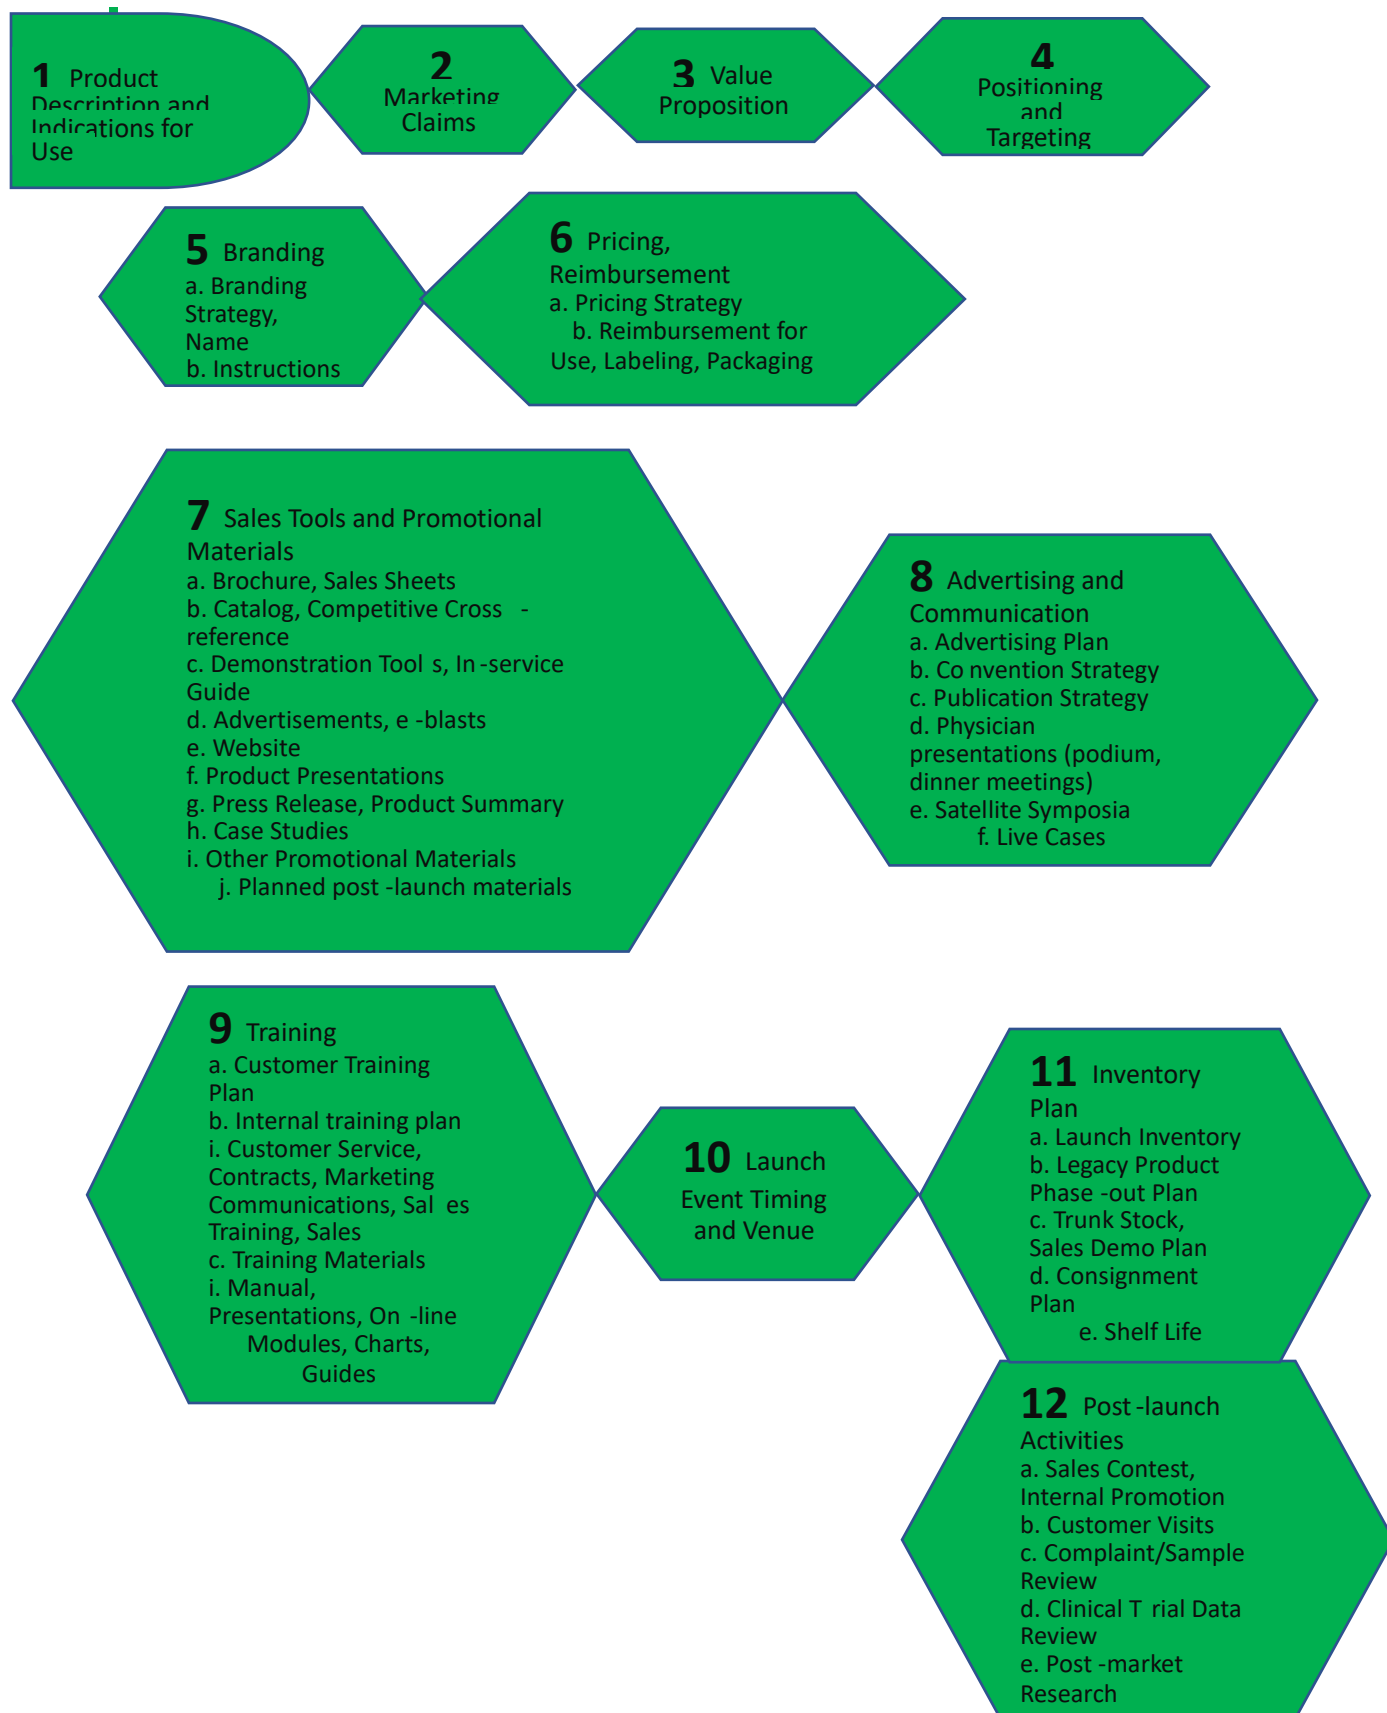 1 Product
Description and
Indications for
Use
2
Marketing
Claims
3 Value
Proposition
4
Positioning
and
Targeting
5 Branding
a. Branding
Strategy,
Name
b. Instructions
6 Pricing,
Reimbursement
a. Pricing Strategy
b. Reimbursement for
Use, Labeling, Packaging
7 Sales Tools and Promotional
Materials
a. Brochure, Sales Sheets
b. Catalog, Competitive Cross -
reference
c. Demonstration Tool s, In -service
Guide
d. Advertisements, e -blasts
e. Website
f. Product Presentations
g. Press Release, Product Summary
h. Case Studies
i. Other Promotional Materials
j. Planned post -launch materials
8 Advertising and
Communication
a. Advertising Plan
b. Co nvention Strategy
c. Publication Strategy
d. Physician
presentations (podium,
dinner meetings)
e. Satellite Symposia
f. Live Cases
9 Training
a. Customer Training
Plan
b. Internal training plan
i. Customer Service,
Contracts, Marketing
Communications, Sal es
Training, Sales
c. Training Materials
i. Manual,
Presentations, On -line
Modules, Charts,
Guides
10 Launch
Event Timing
and Venue
11 Inventory
Plan
a. Launch Inventory
b. Legacy Product
Phase -out Plan
c. Trunk Stock,
Sales Demo Plan
d. Consignment
Plan
e. Shelf Life
12 Post -launch
Activities
a. Sales Contest,
Internal Promotion
b. Customer Visits
c. Complaint/Sample
Review
d. Clinical T rial Data
Review
e. Post -market
Research